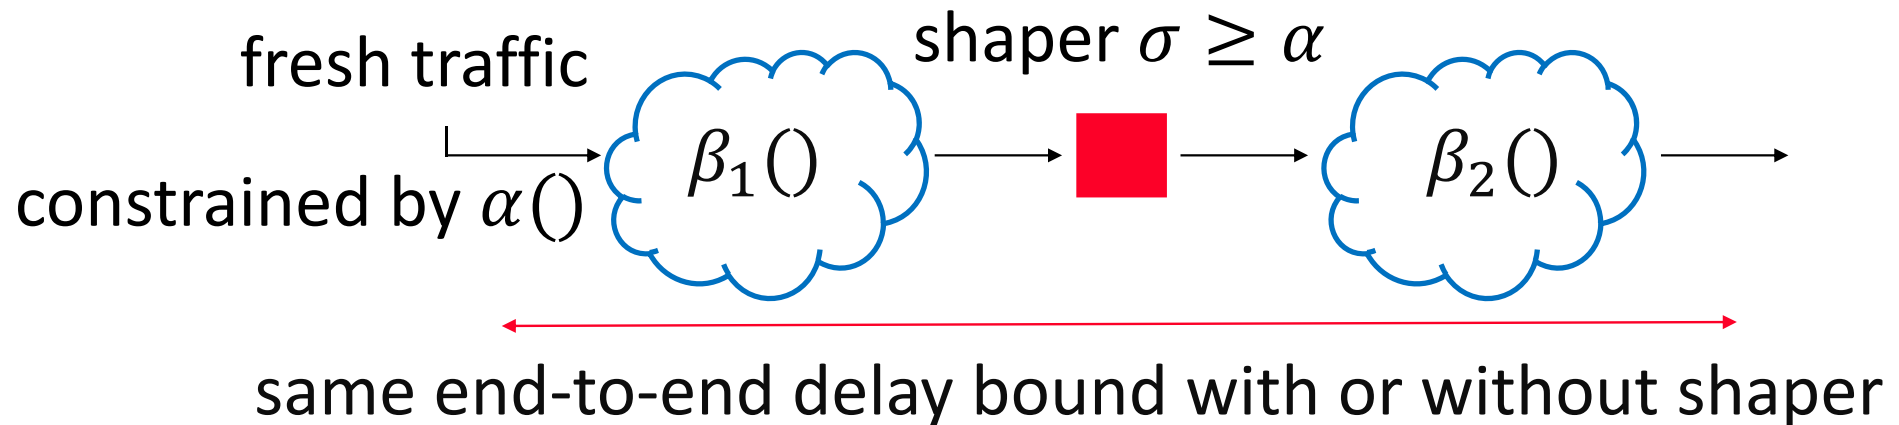 shaper σ ≥ α
fresh traffic
constrained by α()
β₁()
β₂()
same end-to-end delay bound with or without shaper